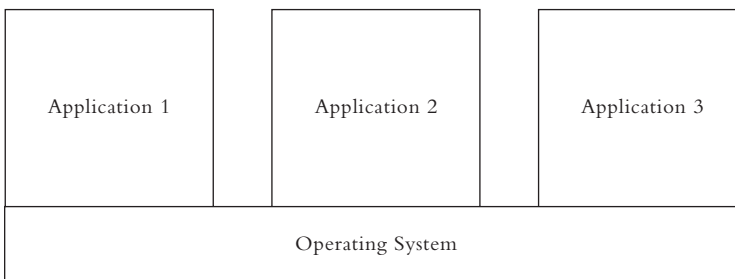 Application 1
Application 2
Application 3
Operating System